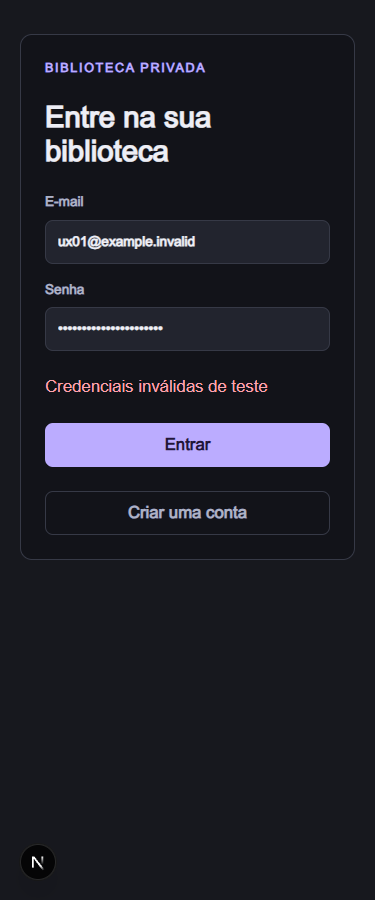 BIBLIOTECA PRIVADA
Entre na sua
biblioteca
E-mail
ux01@example.invalid
Senha
••••••••••••••••••••••
Credenciais inválidas de teste
Entrar
Criar uma conta
N